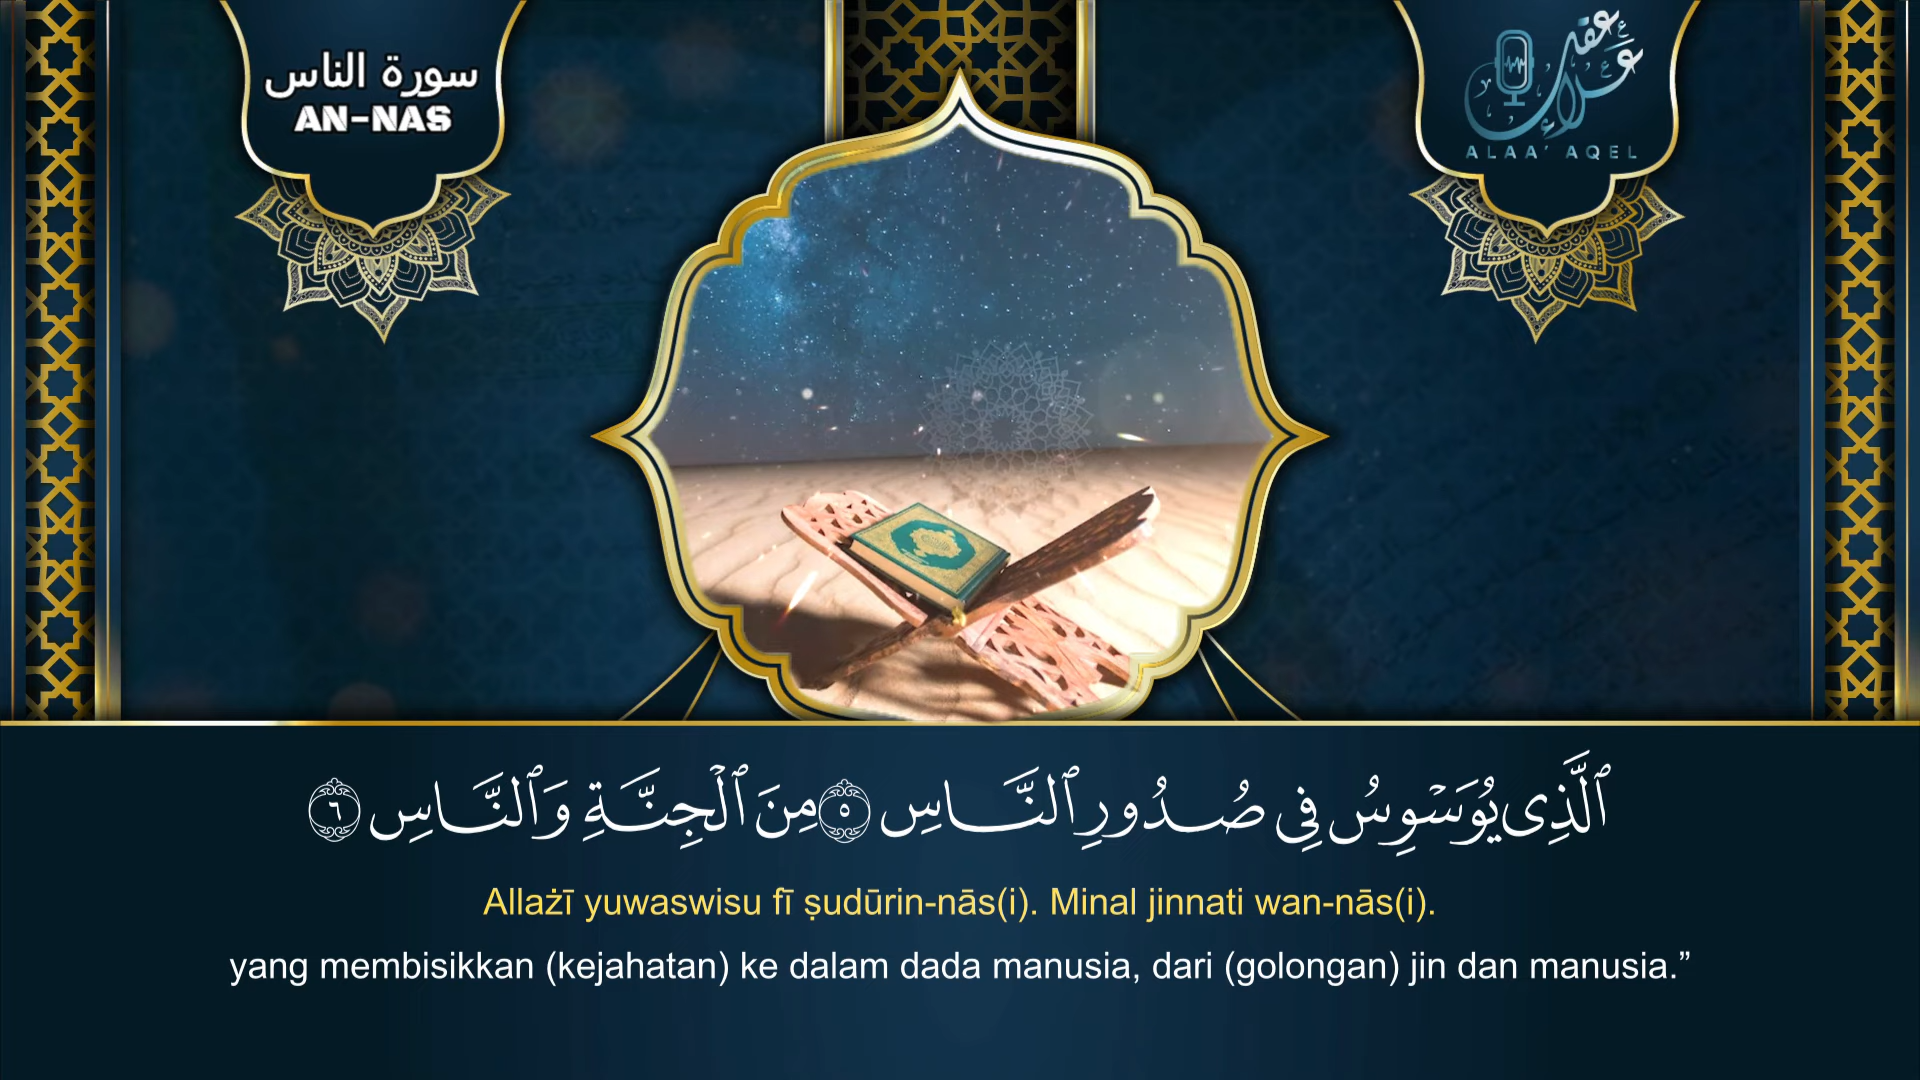 سورة الناس
AN-NAS
علاء عقل
ALAA' AQEL
ٱلَّذِى يُوَسْوِسُ فِى صُدُورِ ٱلنَّاسِ ٥ مِنَ ٱلْجِنَّةِ وَٱلنَّاسِ ٦
Allażī yuwaswisu fī ṣudūrin-nās(i). Minal jinnati wan-nās(i).
yang membisikkan (kejahatan) ke dalam dada manusia, dari (golongan) jin dan manusia.”